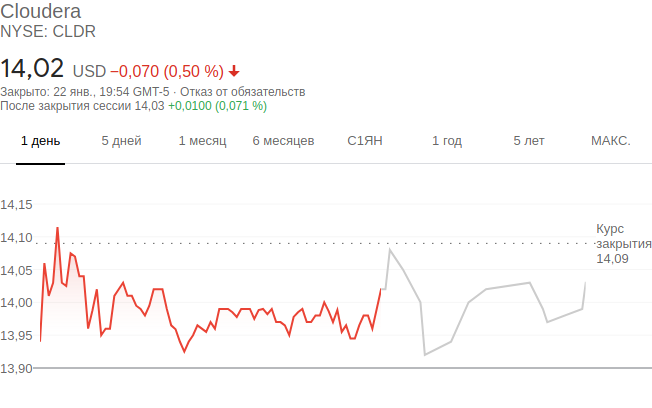 Cloudera
NYSE: CLDR
14,02 USD −0,070 (0,50 %)
Закрыто: 22 янв., 19:54 GMT-5 · Отказ от обязательств
После закрытия сессии 14,03 +0,0100 (0,071 %)
1 день 5 дней 1 месяц 6 месяцев С1ЯН 1 год 5 лет МАКС.
14,15
14,10
14,05
14,00
13,95
13,90
Курс
закрытия
14,09